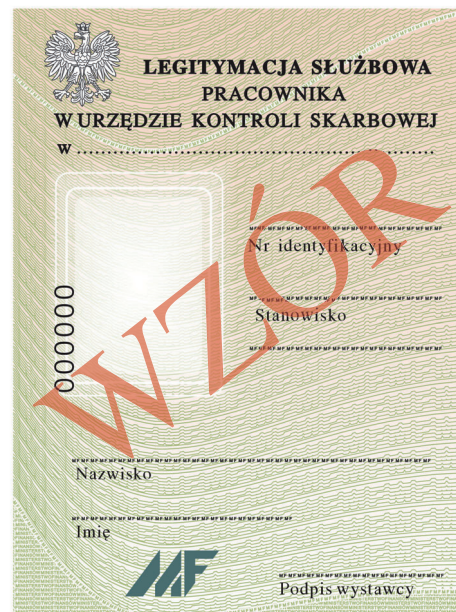 LEGITYMACJA SŁUŻBOWA
PRACOWNIKA
W URZĘDZIE KONTROLI SKARBOWEJ
w ..........................................................
WZÓR
Nr identyfikacyjny
Stanowisko
000000
Nazwisko
Imię
MF
Podpis wystawcy